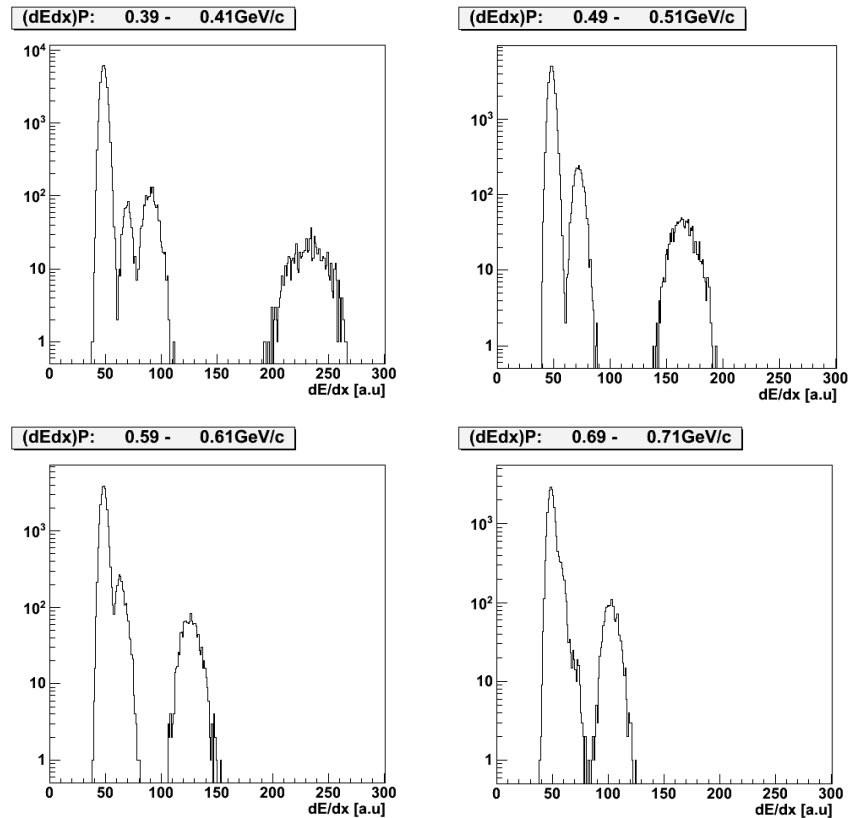 (dEdx)P: 0.39 - 0.41GeV/c
10⁴
10³
10²
10
1
0 50 100 150 200 250 300
dE/dx [a.u]
(dEdx)P: 0.49 - 0.51GeV/c
10³
10²
10
1
0 50 100 150 200 250 300
dE/dx [a.u]
(dEdx)P: 0.59 - 0.61GeV/c
10³
10²
10
1
0 50 100 150 200 250 300
dE/dx [a.u]
(dEdx)P: 0.69 - 0.71GeV/c
10³
10²
10
1
0 50 100 150 200 250 300
dE/dx [a.u]